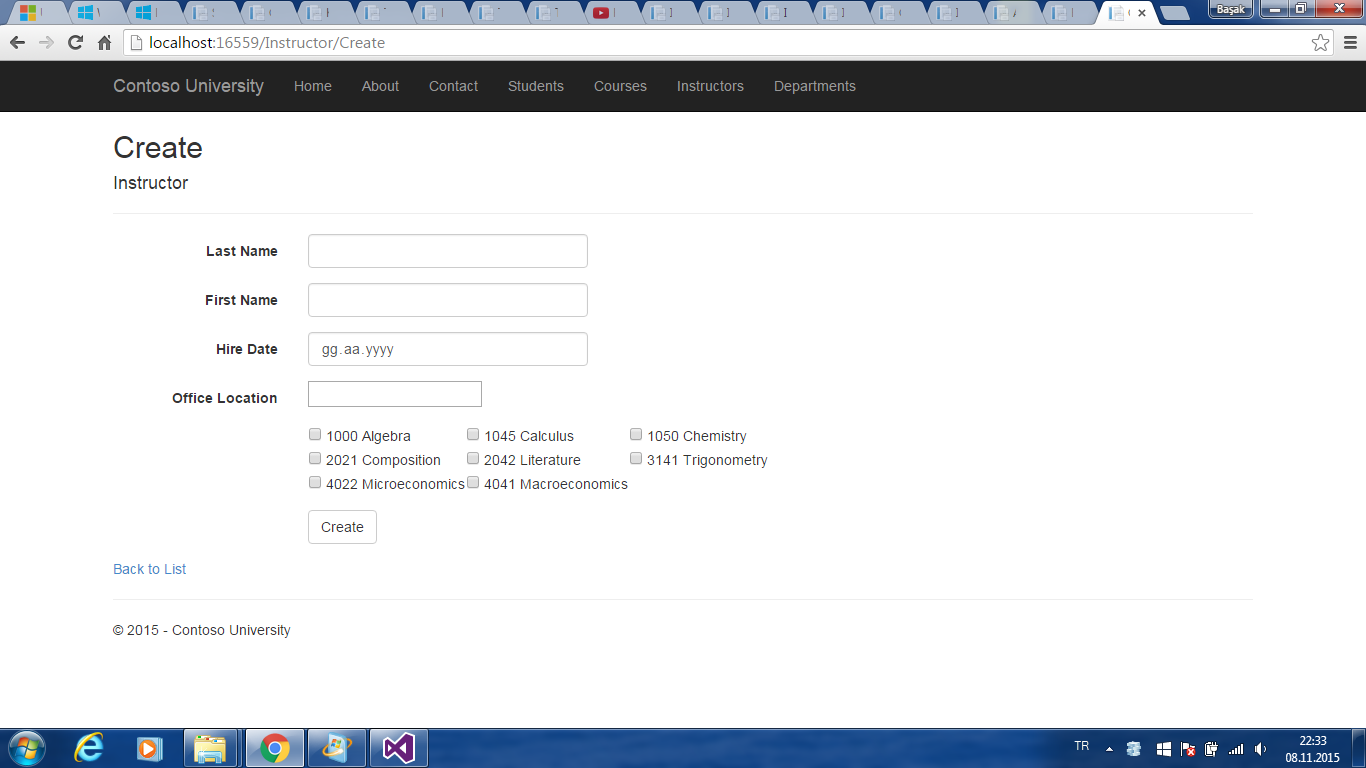 Başak
localhost:16559/Instructor/Create
Contoso University Home About Contact Students Courses Instructors Departments
Create
Instructor
Last Name
First Name
Hire Date gg.aa.yyyy
Office Location
1000 Algebra 1045 Calculus 1050 Chemistry
2021 Composition 2042 Literature 3141 Trigonometry
4022 Microeconomics 4041 Macroeconomics
Create
Back to List
© 2015 - Contoso University
TR 22:33
08.11.2015